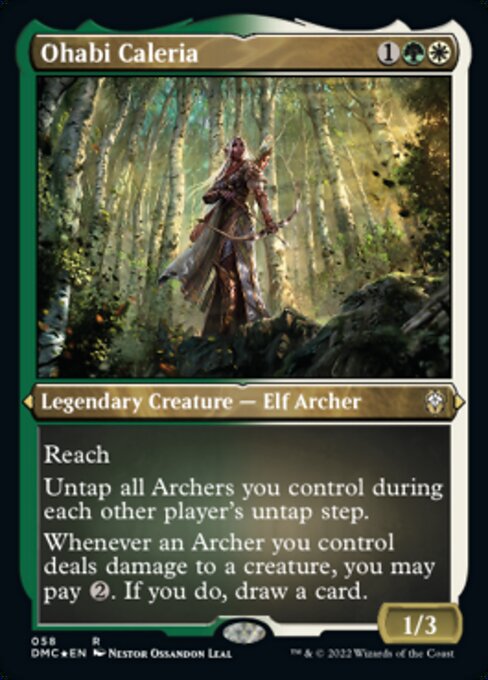 Ohabi Caleria 1
Legendary Creature — Elf Archer
Reach
Untap all Archers you control during
each other player's untap step.
Whenever an Archer you control
deals damage to a creature, you may
pay 2. If you do, draw a card.
1/3
058 R
DMC★EN Nestor Ossandon Leal
™ & © 2022 Wizards of the Coast